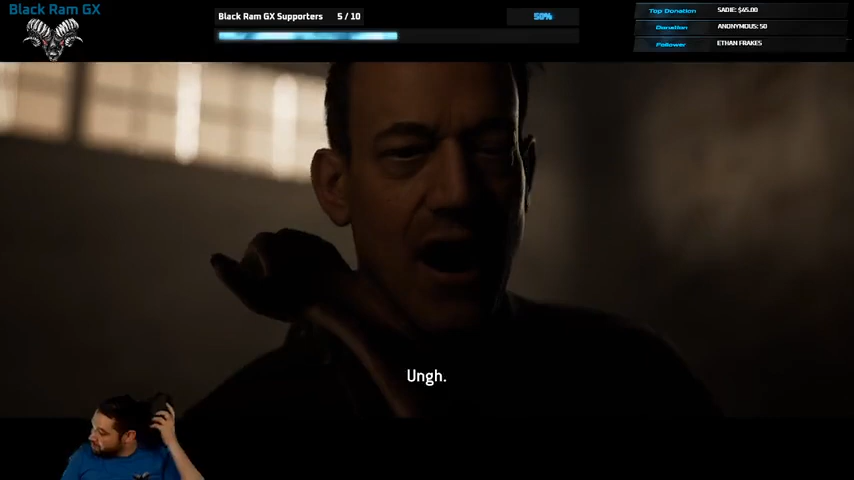 Black Ram GX
Black Ram GX Supporters 5 / 10
50%
Top Donation SADIE: $45.00
Donation ANONYMOUS: 50
Follower ETHAN FRAKES
Ungh.